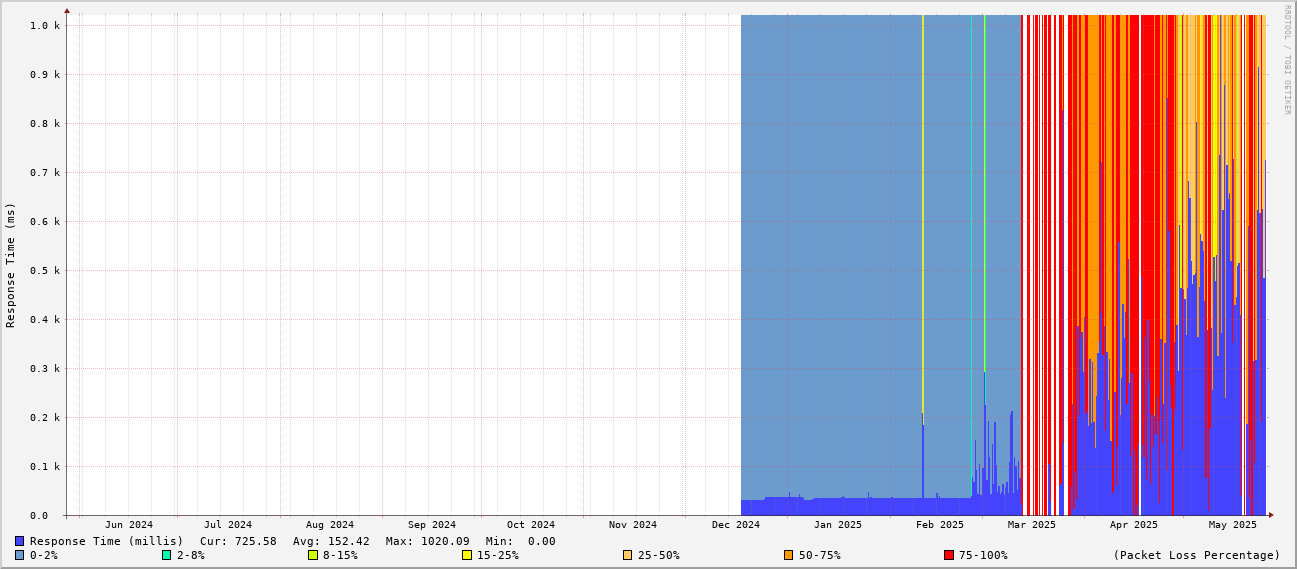 RRDTOOL / TOBI OETIKER
Response Time (ms)
1.0 k
0.9 k
0.8 k
0.7 k
0.6 k
0.5 k
0.4 k
0.3 k
0.2 k
0.1 k
0.0
Jun 2024 Jul 2024 Aug 2024 Sep 2024 Oct 2024 Nov 2024 Dec 2024 Jan 2025 Feb 2025 Mar 2025 Apr 2025 May 2025
Response Time (millis) Cur: 725.58 Avg: 152.42 Max: 1020.09 Min: 0.00
0-2% 2-8% 8-15% 15-25% 25-50% 50-75% 75-100% (Packet Loss Percentage)